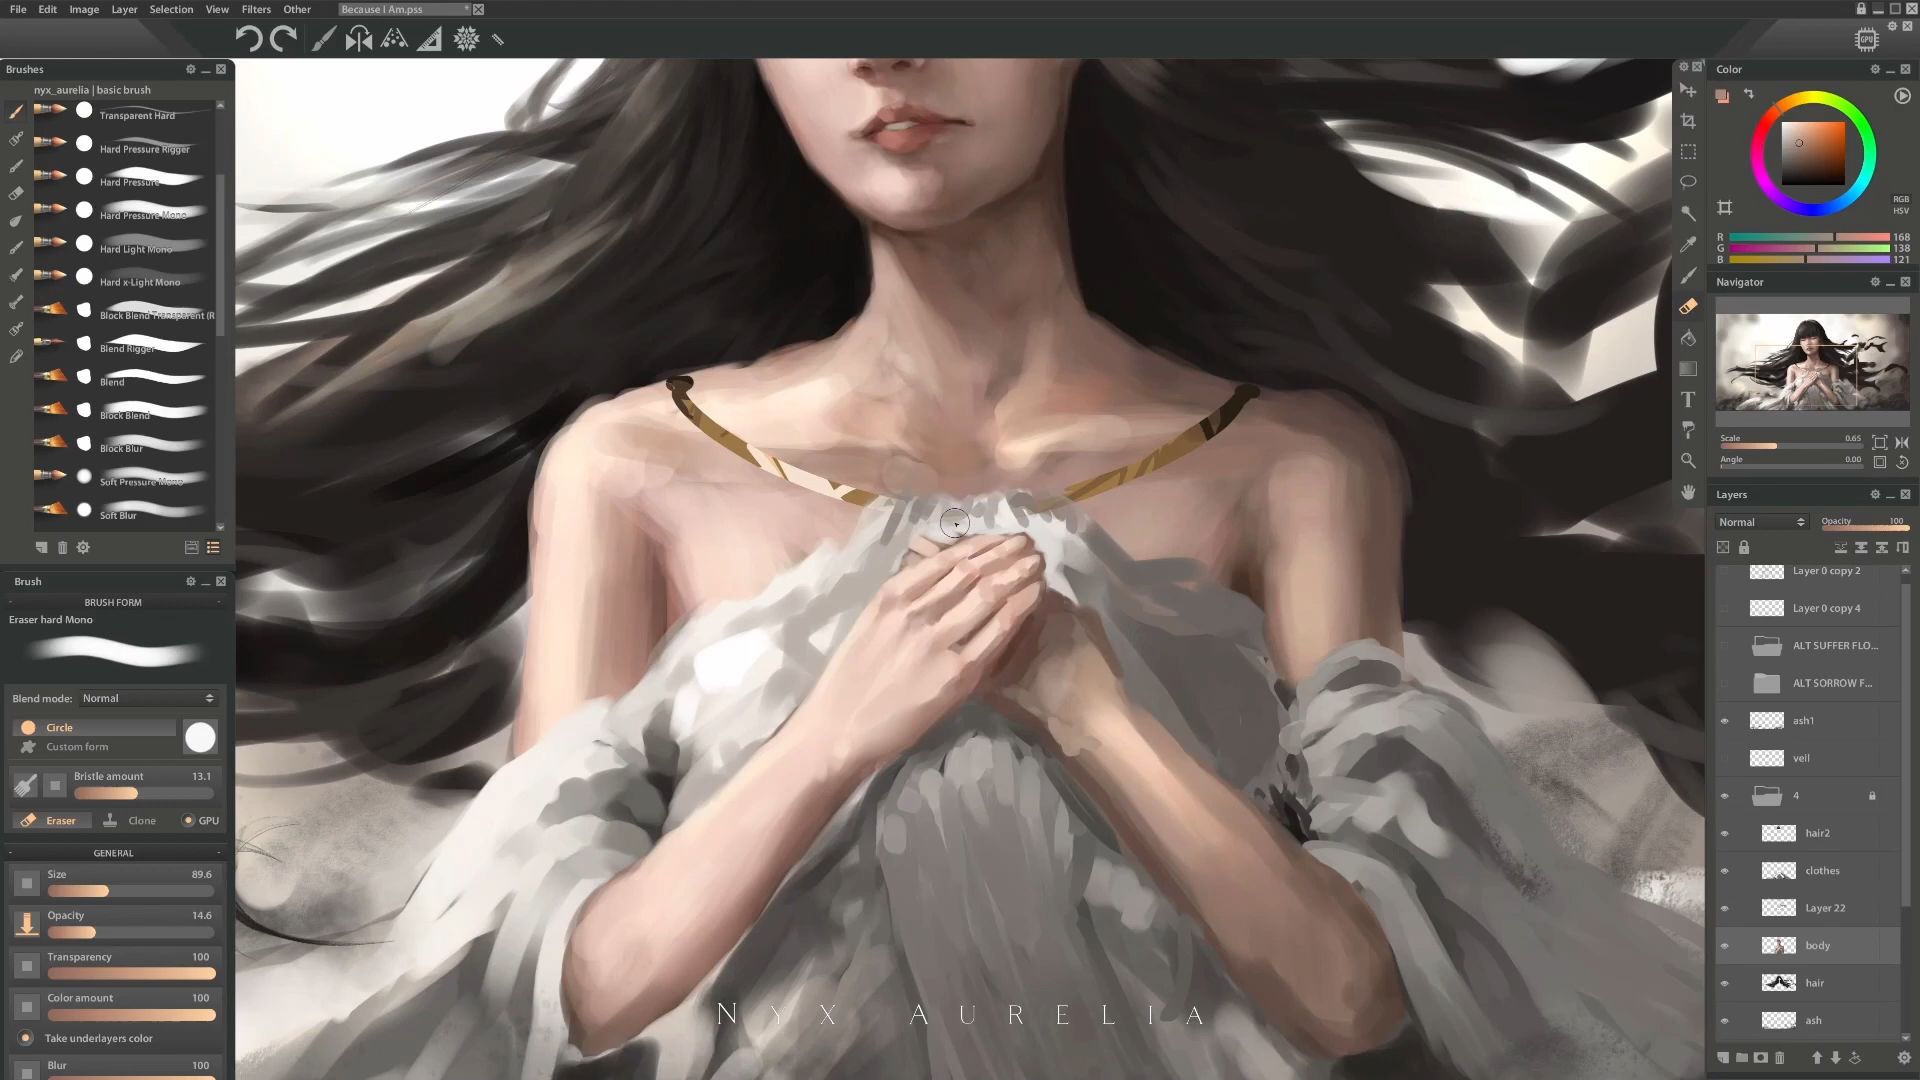 File Edit Image Layer Selection View Filters Other Because I Am.pss *
GPU
Brushes
nyx_aurelia | basic brush
Transparent Hard
Hard Pressure Rigger
Hard Pressure
Hard Pressure Mono
Hard Light Mono
Hard x-Light Mono
Block Blend Transparent (R
Blend Rigger
Blend
Block Blend
Block Blur
Soft Pressure Mono
Soft Blur
Brush
BRUSH FORM
Eraser hard Mono
Blend mode: Normal
Circle
Custom form
Bristle amount 13.1
Eraser Clone GPU
GENERAL
Size 89.6
Opacity 14.6
Transparency 100
Color amount 100
Take underlayers color
Blur 100
NYX AURELIA
Color
RGB
HSV
R 168
G 138
B 121
Navigator
Scale 0.65
Angle 0.00
Layers
Normal Opacity 100
Layer 0 copy 2
Layer 0 copy 4
ALT SUFFER FLO...
ALT SORROW F...
ash1
veil
4
hair2
clothes
Layer 22
body
hair
ash